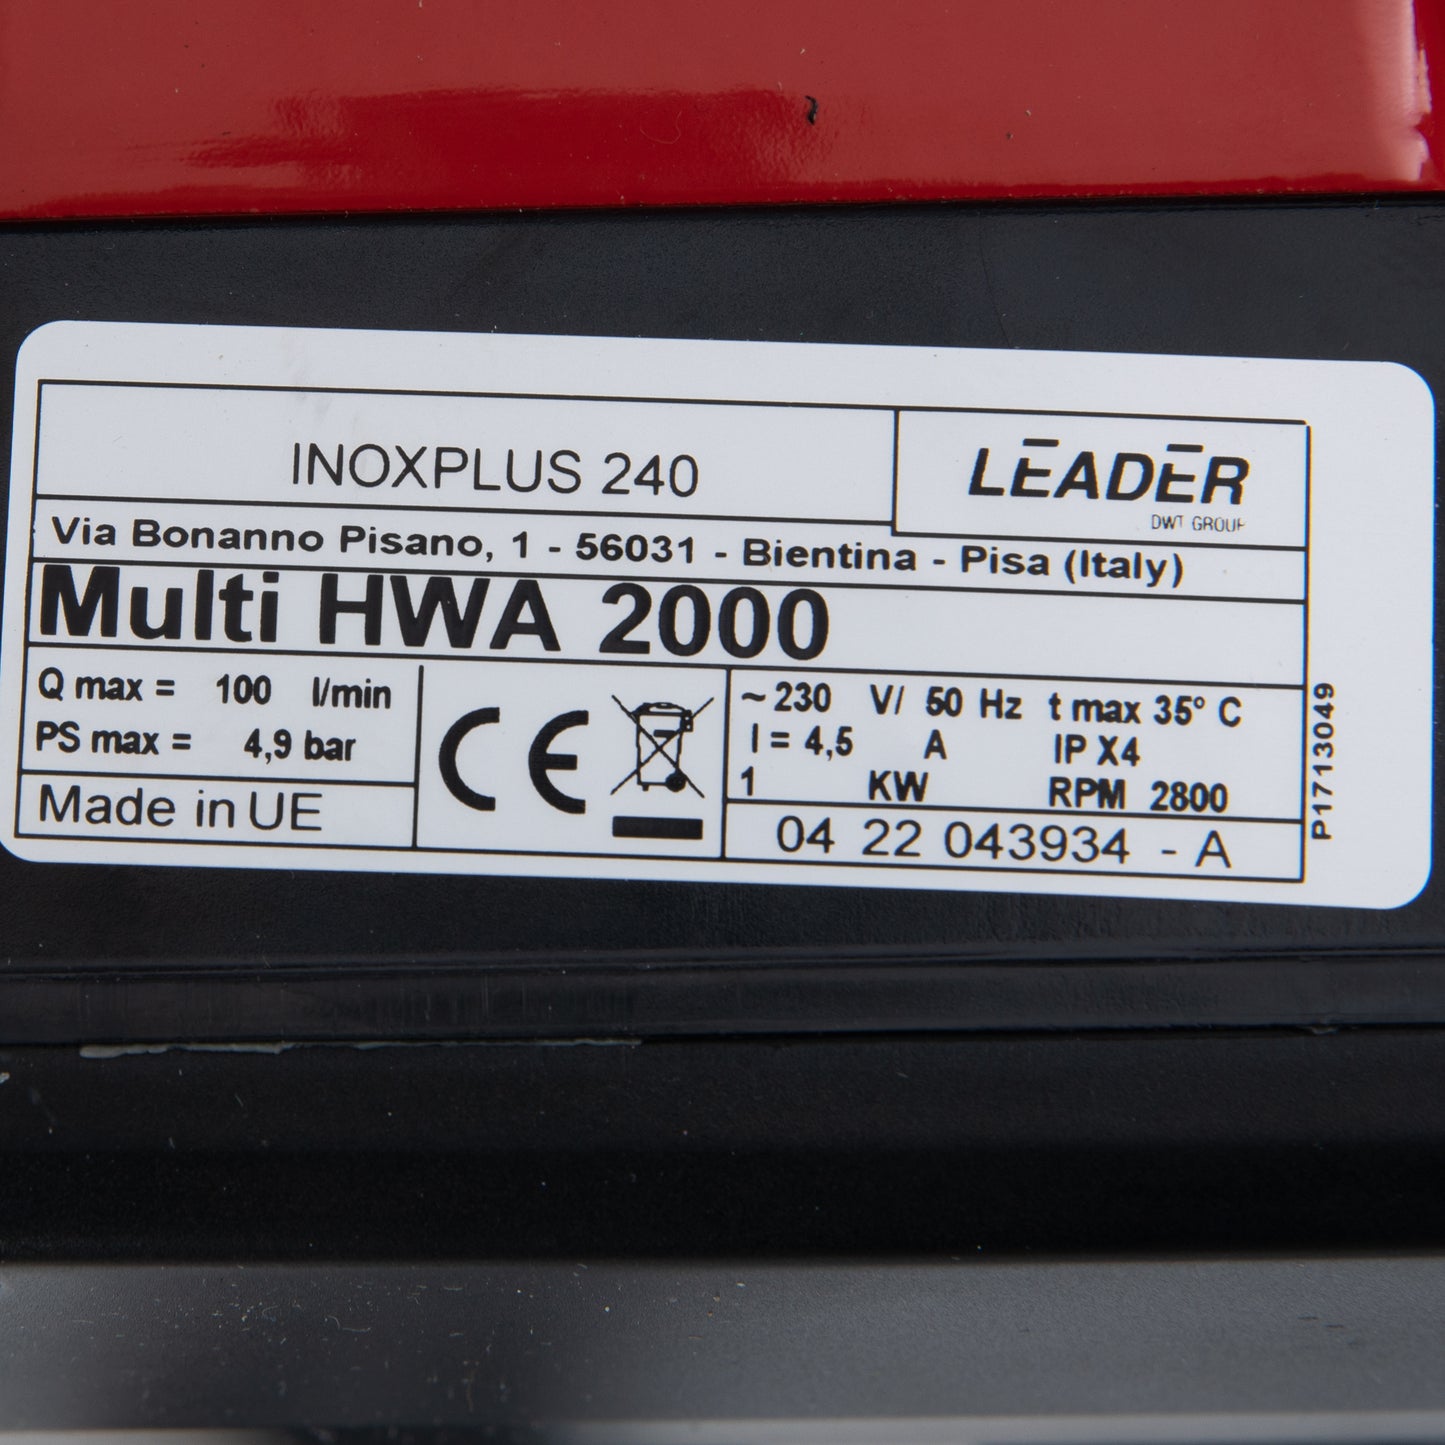 INOXPLUS 240
LEADER
DWT GROUP
Via Bonanno Pisano, 1 - 56031 - Bientina - Pisa (Italy)
Multi HWA 2000
Q max = 100 l/min
PS max = 4,9 bar
Made in UE
CE
~ 230 V/ 50 Hz t max 35° C
I = 4,5 A IP X4
1 KW RPM 2800
04 22 043934 - A
P1713049